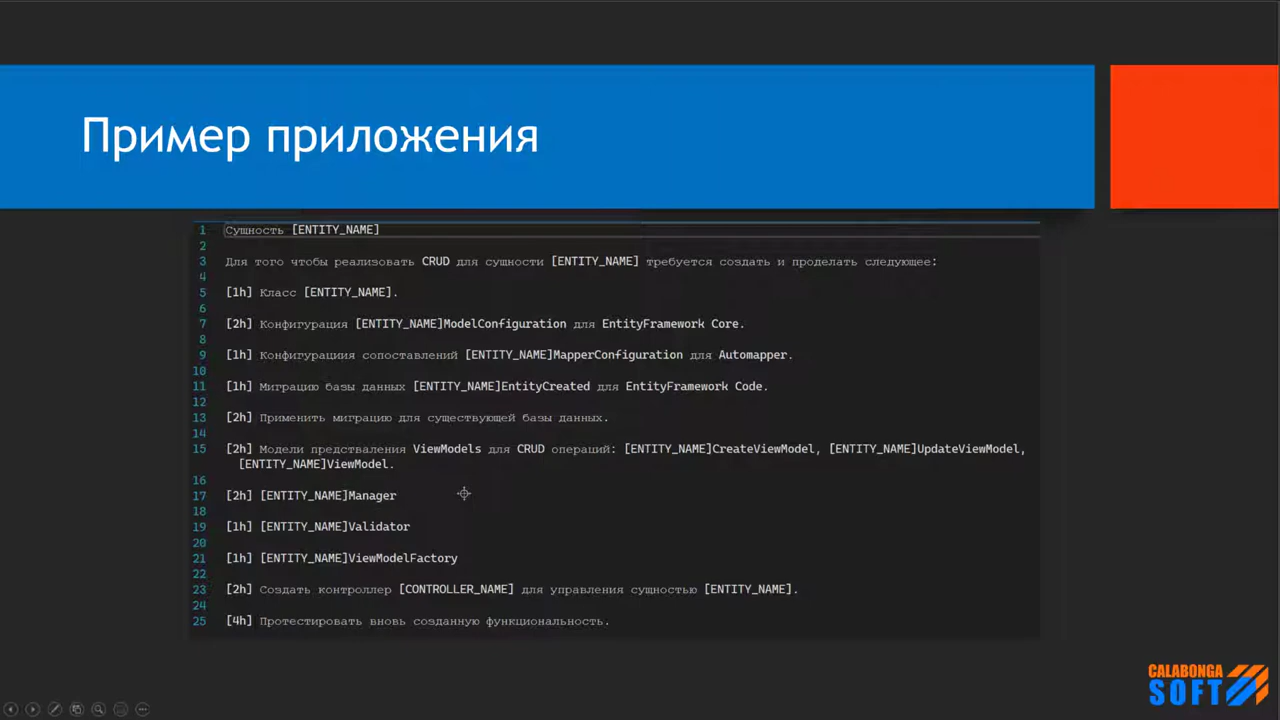 Пример приложения
1 Сущность [ENTITY_NAME]
2
3 Для того чтобы реализовать CRUD для сущности [ENTITY_NAME] требуется создать и проделать следующее:
4
5 [1h] Класс [ENTITY_NAME].
6
7 [2h] Конфигурация [ENTITY_NAME]ModelConfiguration для EntityFramework Core.
8
9 [1h] Конфигурациия сопоставлений [ENTITY_NAME]MapperConfiguration для Automapper.
10
11 [1h] Миграцию базы данных [ENTITY_NAME]EntityCreated для EntityFramework Code.
12
13 [2h] Применить миграцию для существующей базы данных.
14
15 [2h] Модели предстваления ViewModels для CRUD операций: [ENTITY_NAME]CreateViewModel, [ENTITY_NAME]UpdateViewModel,
[ENTITY_NAME]ViewModel.
16
17 [2h] [ENTITY_NAME]Manager
18
19 [1h] [ENTITY_NAME]Validator
20
21 [1h] [ENTITY_NAME]ViewModelFactory
22
23 [2h] Создать контроллер [CONTROLLER_NAME] для управления сущностью [ENTITY_NAME].
24
25 [4h] Протестировать вновь созданную функциональность.
CALABONGA
SOFT